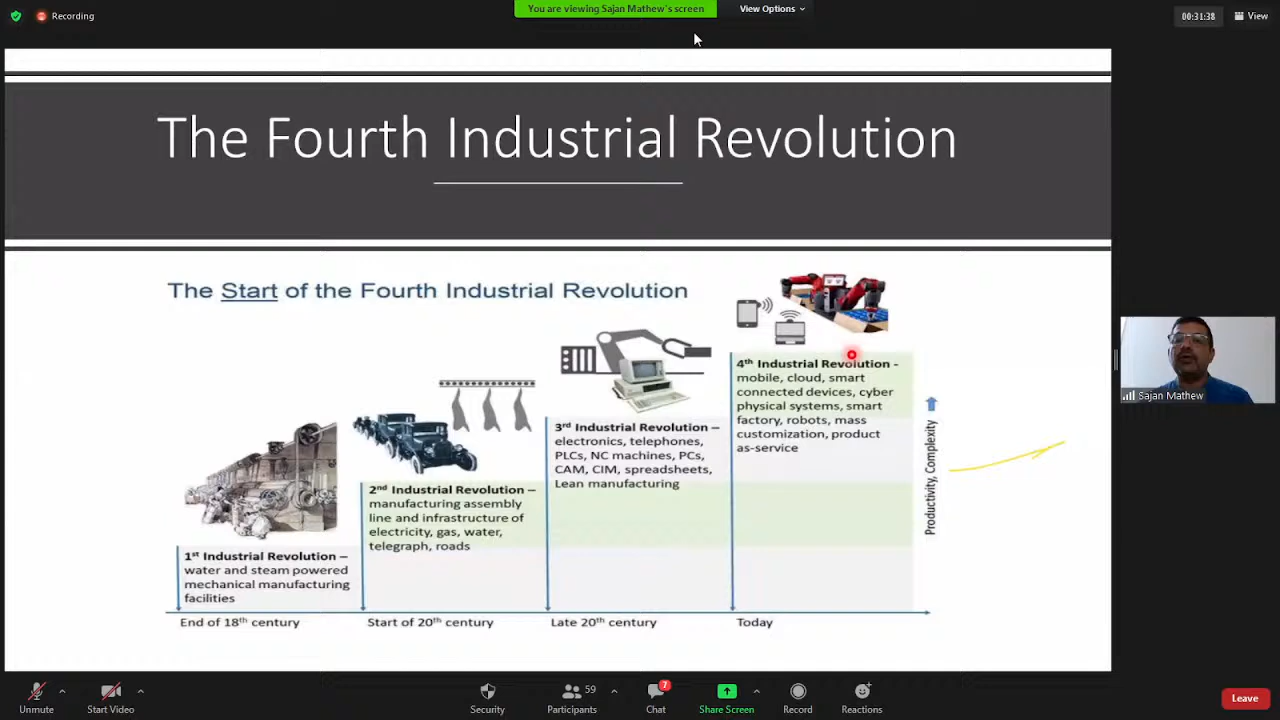 Recording
You are viewing Sajan Mathew's screen
View Options
00:31:38
View
The Fourth Industrial Revolution
The Start of the Fourth Industrial Revolution
4th Industrial Revolution -
mobile, cloud, smart
connected devices, cyber
physical systems, smart
factory, robots, mass
customization, product
as-service
3rd Industrial Revolution –
electronics, telephones,
PLCs, NC machines, PCs,
CAM, CIM, spreadsheets,
Lean manufacturing
2nd Industrial Revolution –
manufacturing assembly
line and infrastructure of
electricity, gas, water,
telegraph, roads
1st Industrial Revolution –
water and steam powered
mechanical manufacturing
facilities
Productivity, Complexity
End of 18th century
Start of 20th century
Late 20th century
Today
Sajan Mathew
Unmute
Start Video
Security
59
Participants
7
Chat
Share Screen
Record
Reactions
Leave